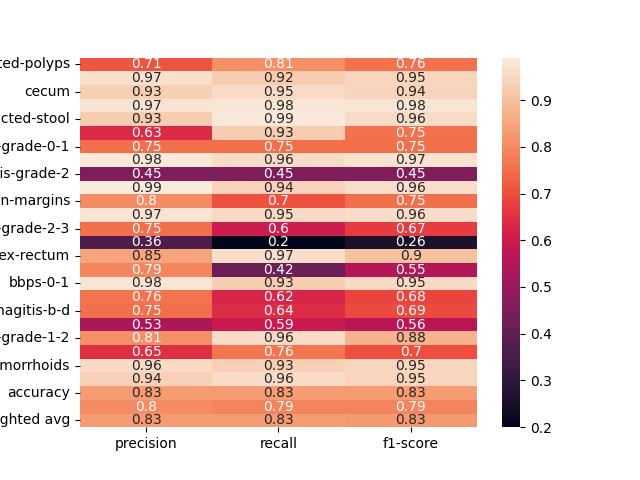 ted-polyps 0.71 0.81 0.76
0.97 0.92 0.95
cecum 0.93 0.95 0.94
0.97 0.98 0.98
cted-stool 0.93 0.99 0.96
0.63 0.93 0.75
-grade-0-1 0.75 0.75 0.75
0.98 0.96 0.97
is-grade-2 0.45 0.45 0.45
0.99 0.94 0.96
n-margins 0.8 0.7 0.75
0.97 0.95 0.96
-grade-2-3 0.75 0.6 0.67
0.36 0.2 0.26
ex-rectum 0.85 0.97 0.9
0.79 0.42 0.55
bbps-0-1 0.98 0.93 0.95
0.76 0.62 0.68
nagitis-b-d 0.75 0.64 0.69
0.53 0.59 0.56
-grade-1-2 0.81 0.96 0.88
0.65 0.76 0.7
morrhoids 0.96 0.93 0.95
0.94 0.96 0.95
accuracy 0.83 0.83 0.83
0.8 0.79 0.79
ghted avg 0.83 0.83 0.83
precision recall f1-score
0.9
0.8
0.7
0.6
0.5
0.4
0.3
0.2